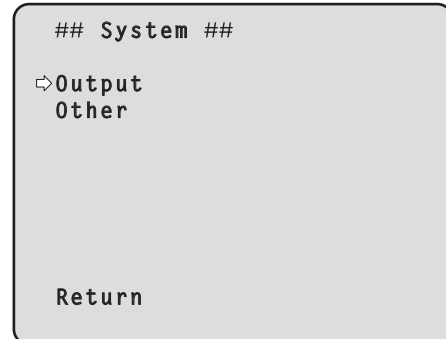 ## System ##
⇨Output
Other
Return